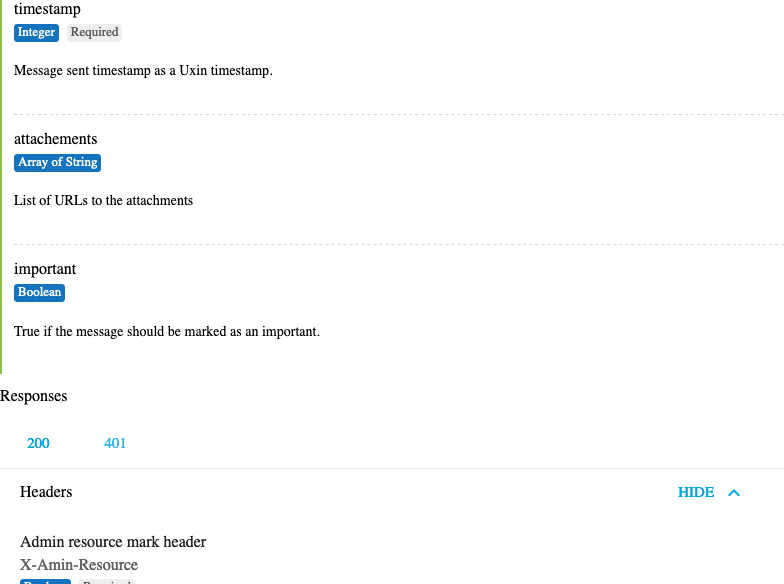 timestamp
Integer Required
Message sent timestamp as a Uxin timestamp.
attachements
Array of String
List of URLs to the attachments
important
Boolean
True if the message should be marked as an important.
Responses
200 401
Headers HIDE
Admin resource mark header
X-Amin-Resource